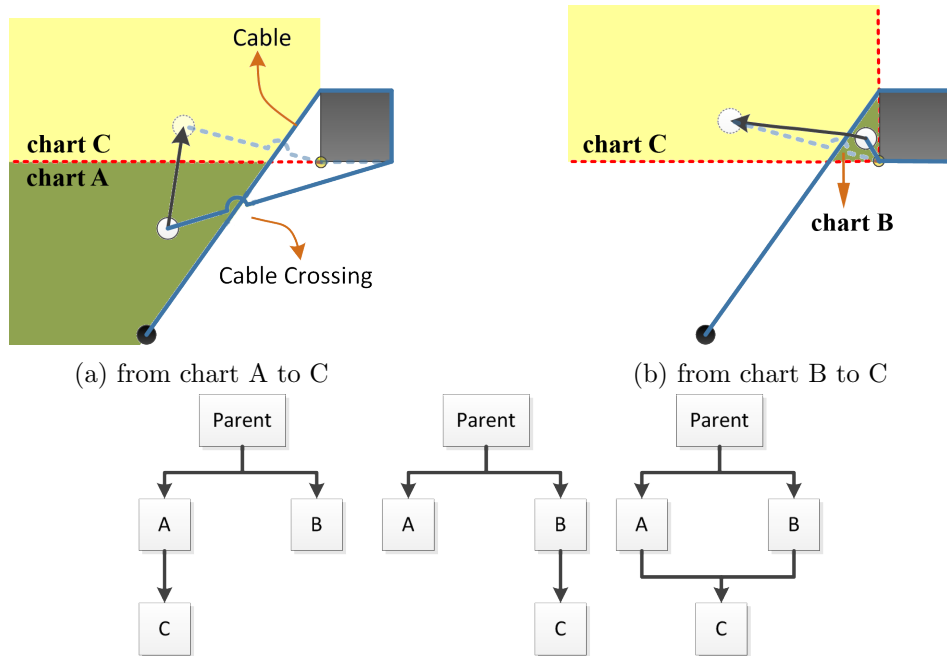 Cable
chart C
chart A
Cable Crossing
(a) from chart A to C
chart C
chart B
(b) from chart B to C
Parent
Parent
Parent
A
B
A
B
A
B
C
C
C